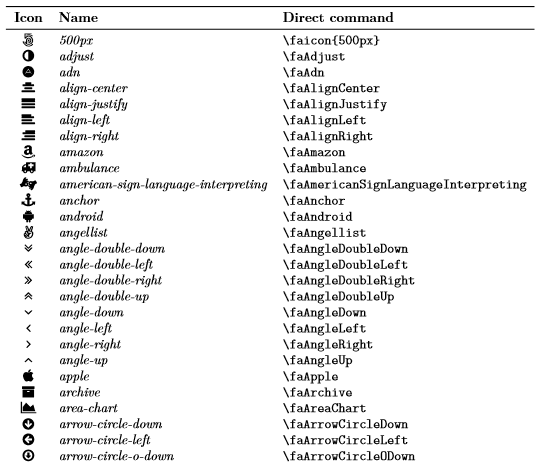 Icon Name Direct command
500px \faicon{500px}
adjust \faAdjust
adn \faAdn
align-center \faAlignCenter
align-justify \faAlignJustify
align-left \faAlignLeft
align-right \faAlignRight
amazon \faAmazon
ambulance \faAmbulance
american-sign-language-interpreting \faAmericanSignLanguageInterpreting
anchor \faAnchor
android \faAndroid
angellist \faAngellist
angle-double-down \faAngleDoubleDown
angle-double-left \faAngleDoubleLeft
angle-double-right \faAngleDoubleRight
angle-double-up \faAngleDoubleUp
angle-down \faAngleDown
angle-left \faAngleLeft
angle-right \faAngleRight
angle-up \faAngleUp
apple \faApple
archive \faArchive
area-chart \faAreaChart
arrow-circle-down \faArrowCircleDown
arrow-circle-left \faArrowCircleLeft
arrow-circle-o-down \faArrowCircleODown